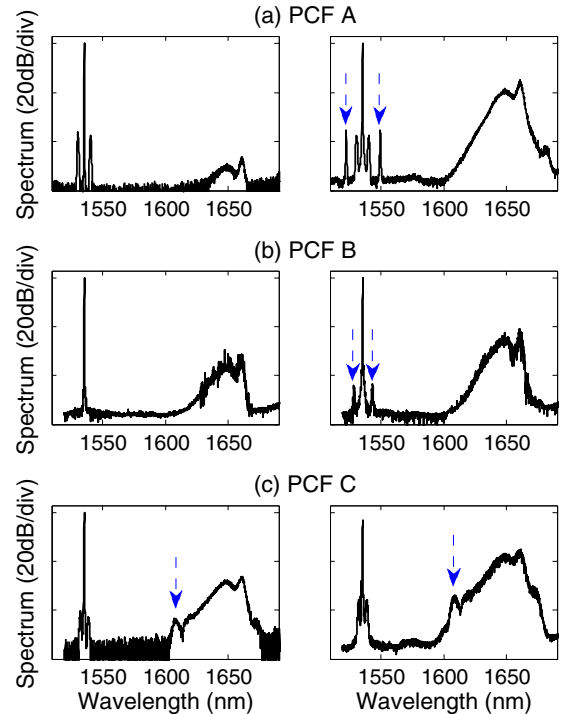 (a) PCF A
Spectrum (20dB/div)
1550 1600 1650
1550 1600 1650
(b) PCF B
Spectrum (20dB/div)
1550 1600 1650
1550 1600 1650
(c) PCF C
Spectrum (20dB/div)
1550 1600 1650
1550 1600 1650
Wavelength (nm)
Wavelength (nm)